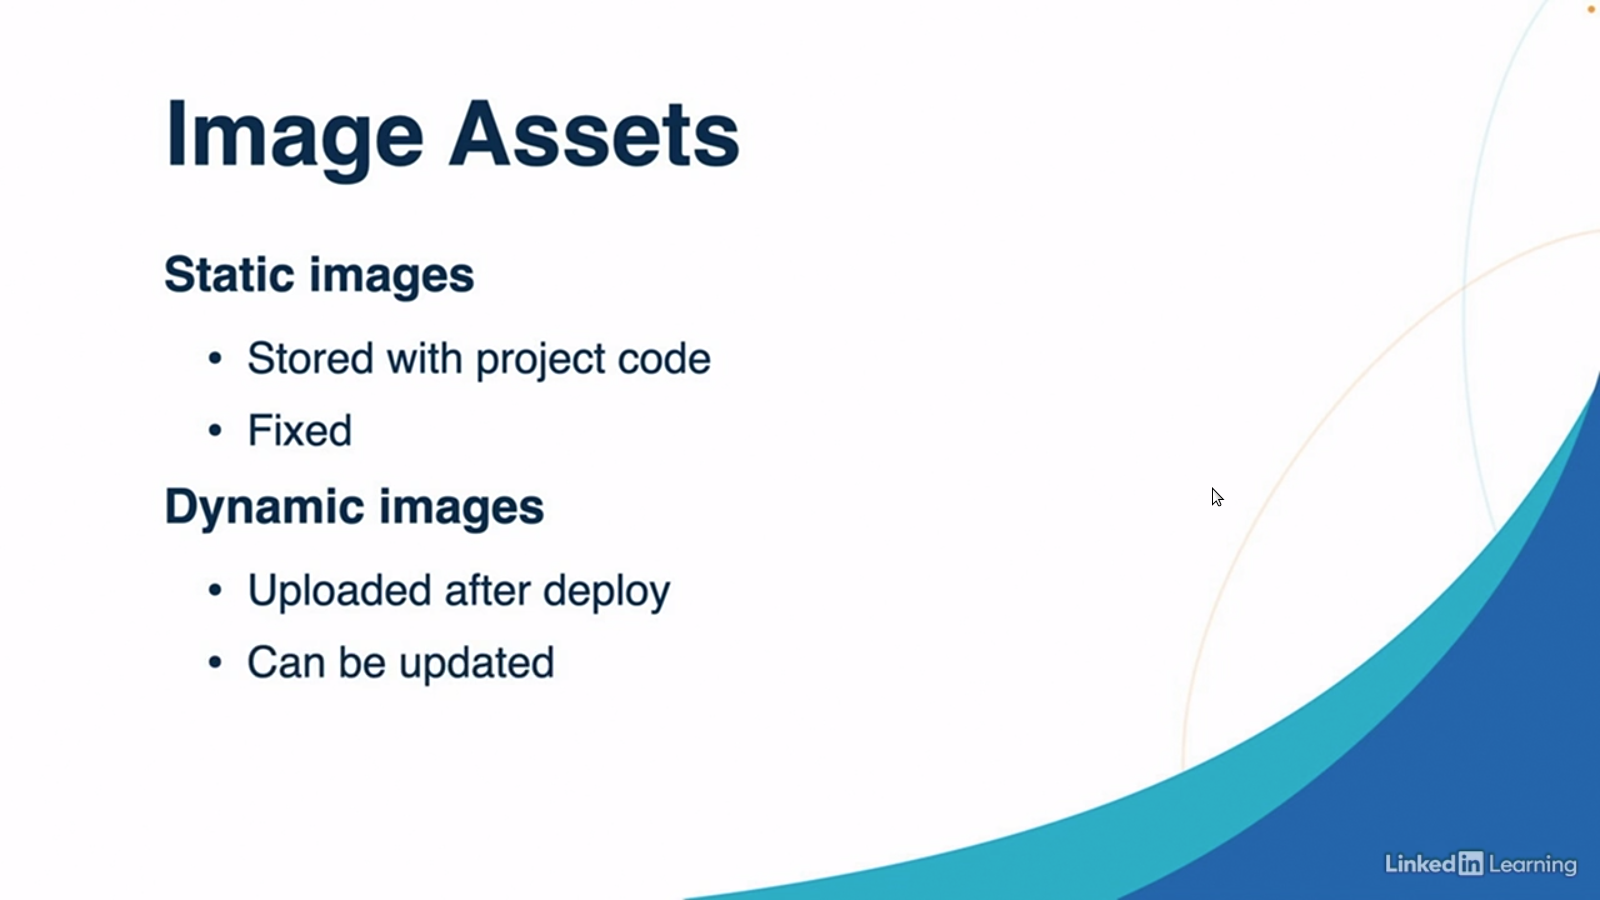 Image Assets
Static images
• Stored with project code
• Fixed
Dynamic images
• Uploaded after deploy
• Can be updated
Linked in Learning